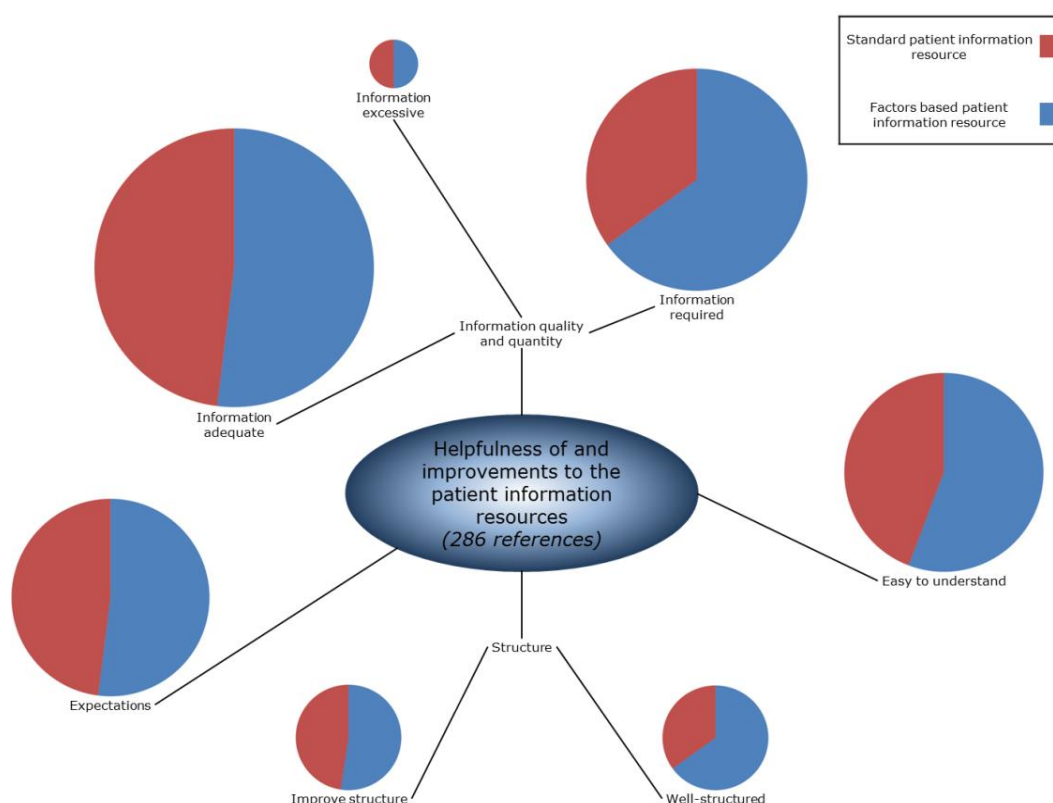 Standard patient information
resource
Factors based patient
information resource
Information
excessive
Information
required
Information quality
and quantity
Information
adequate
Helpfulness of and
improvements to the
patient information
resources
(286 references)
Easy to understand
Expectations
Structure
Improve structure
Well-structured